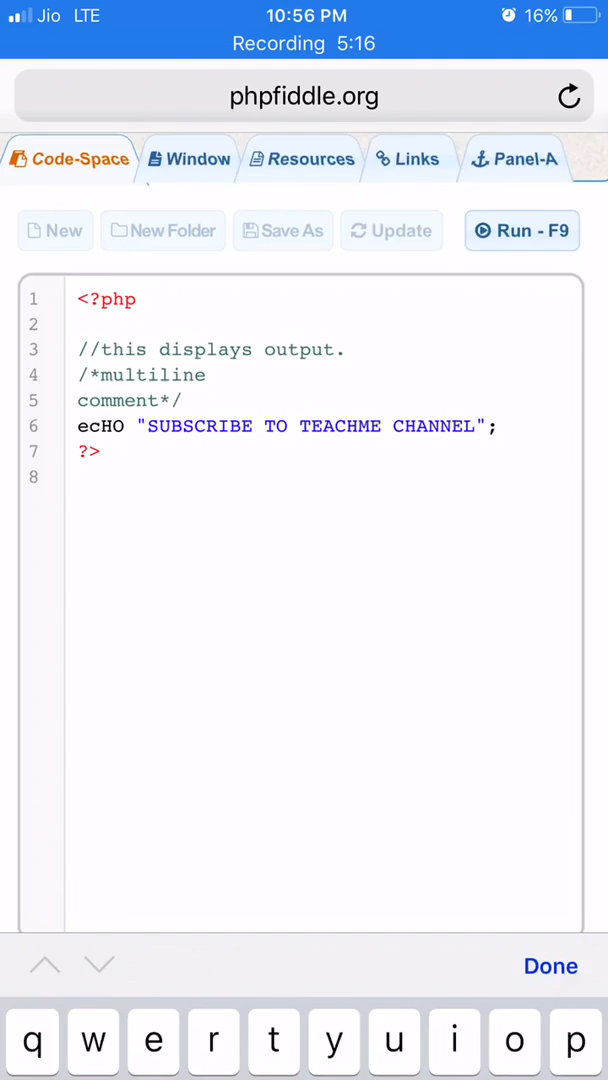 Jio LTE 10:56 PM 16%
Recording 5:16
phpfiddle.org
Code-Space Window Resources Links Panel-A
New New Folder Save As Update Run - F9
1 <?php
2
3 //this displays output.
4 /*multiline
5 comment*/
6 ecHO "SUBSCRIBE TO TEACHME CHANNEL";
7 ?>
8
Done
q w e r t y u i o p